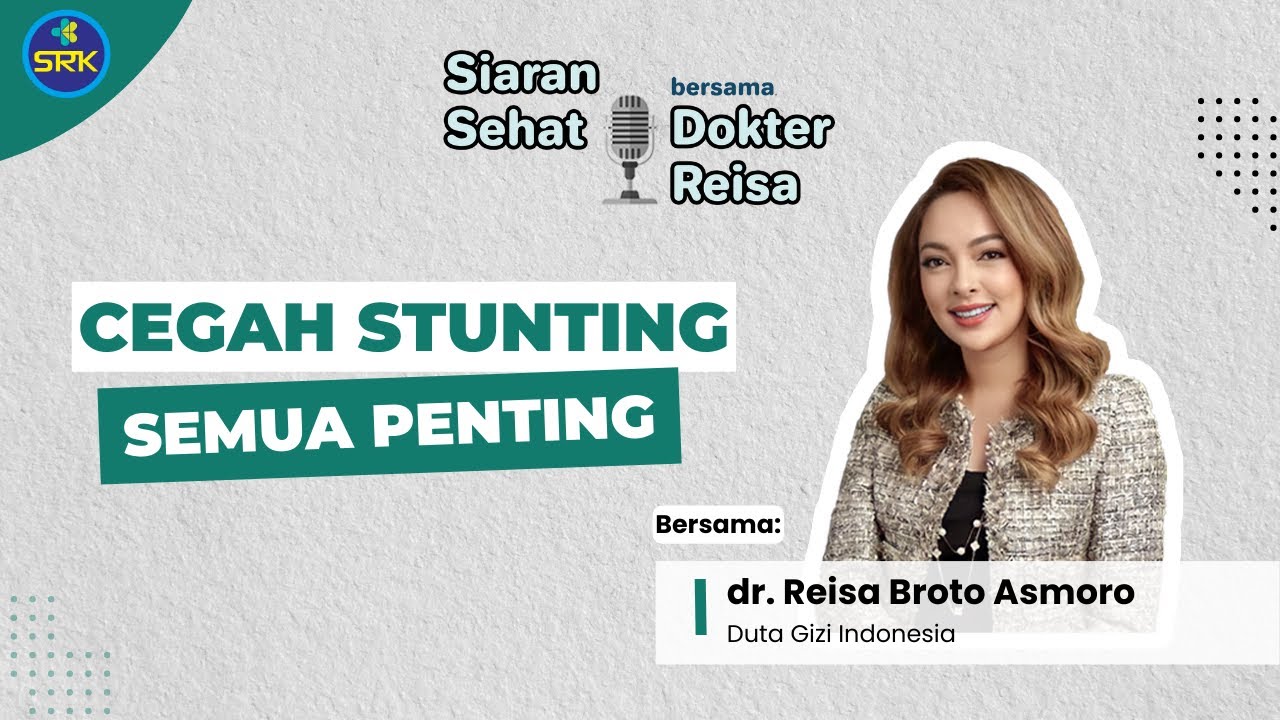 SRK
Siaran
Sehat
bersama
Dokter
Reisa
CEGAH STUNTING
SEMUA PENTING
Bersama:
dr. Reisa Broto Asmoro
Duta Gizi Indonesia